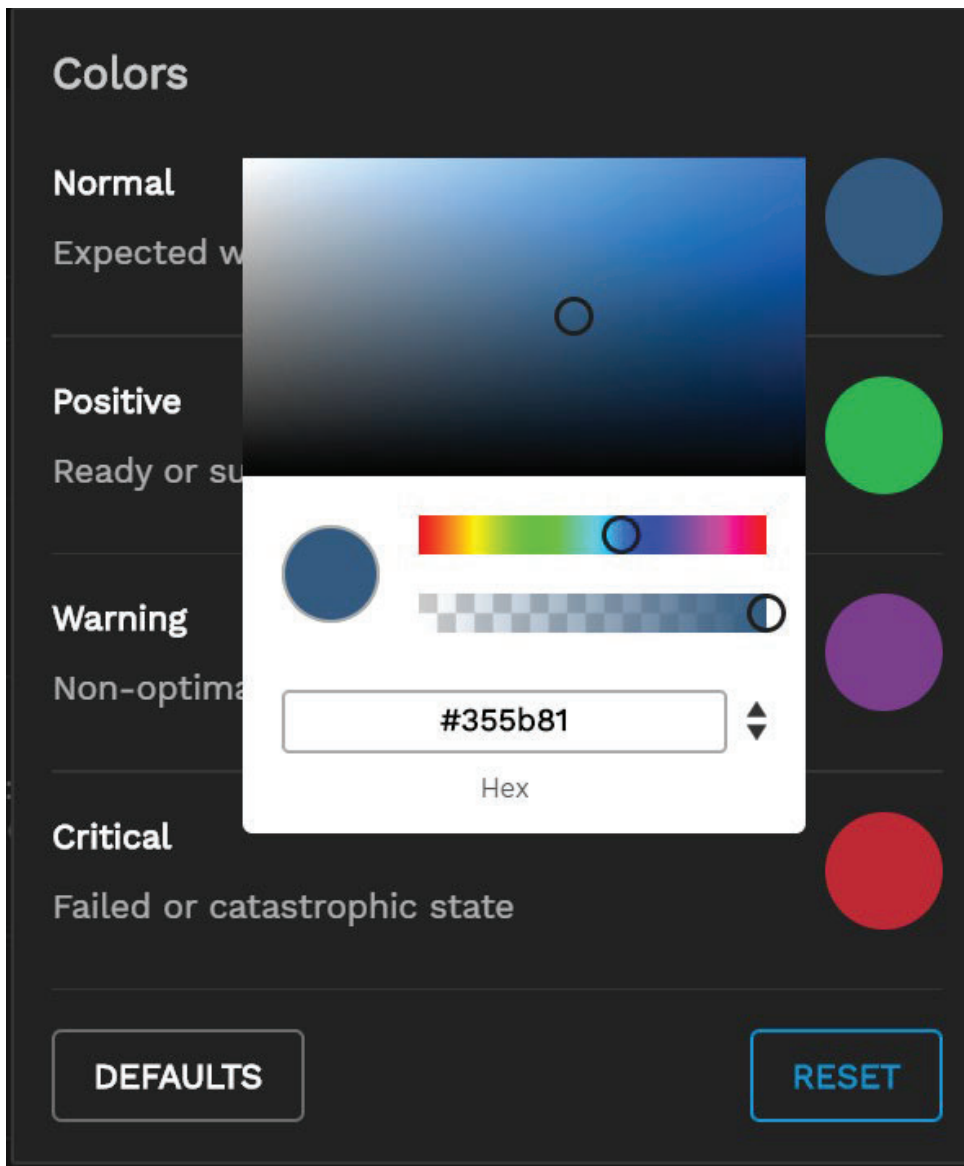 Colors
Normal
Expected w
Positive
Ready or su
Warning
Non-optima
#355b81
Hex
Critical
Failed or catastrophic state
DEFAULTS
RESET